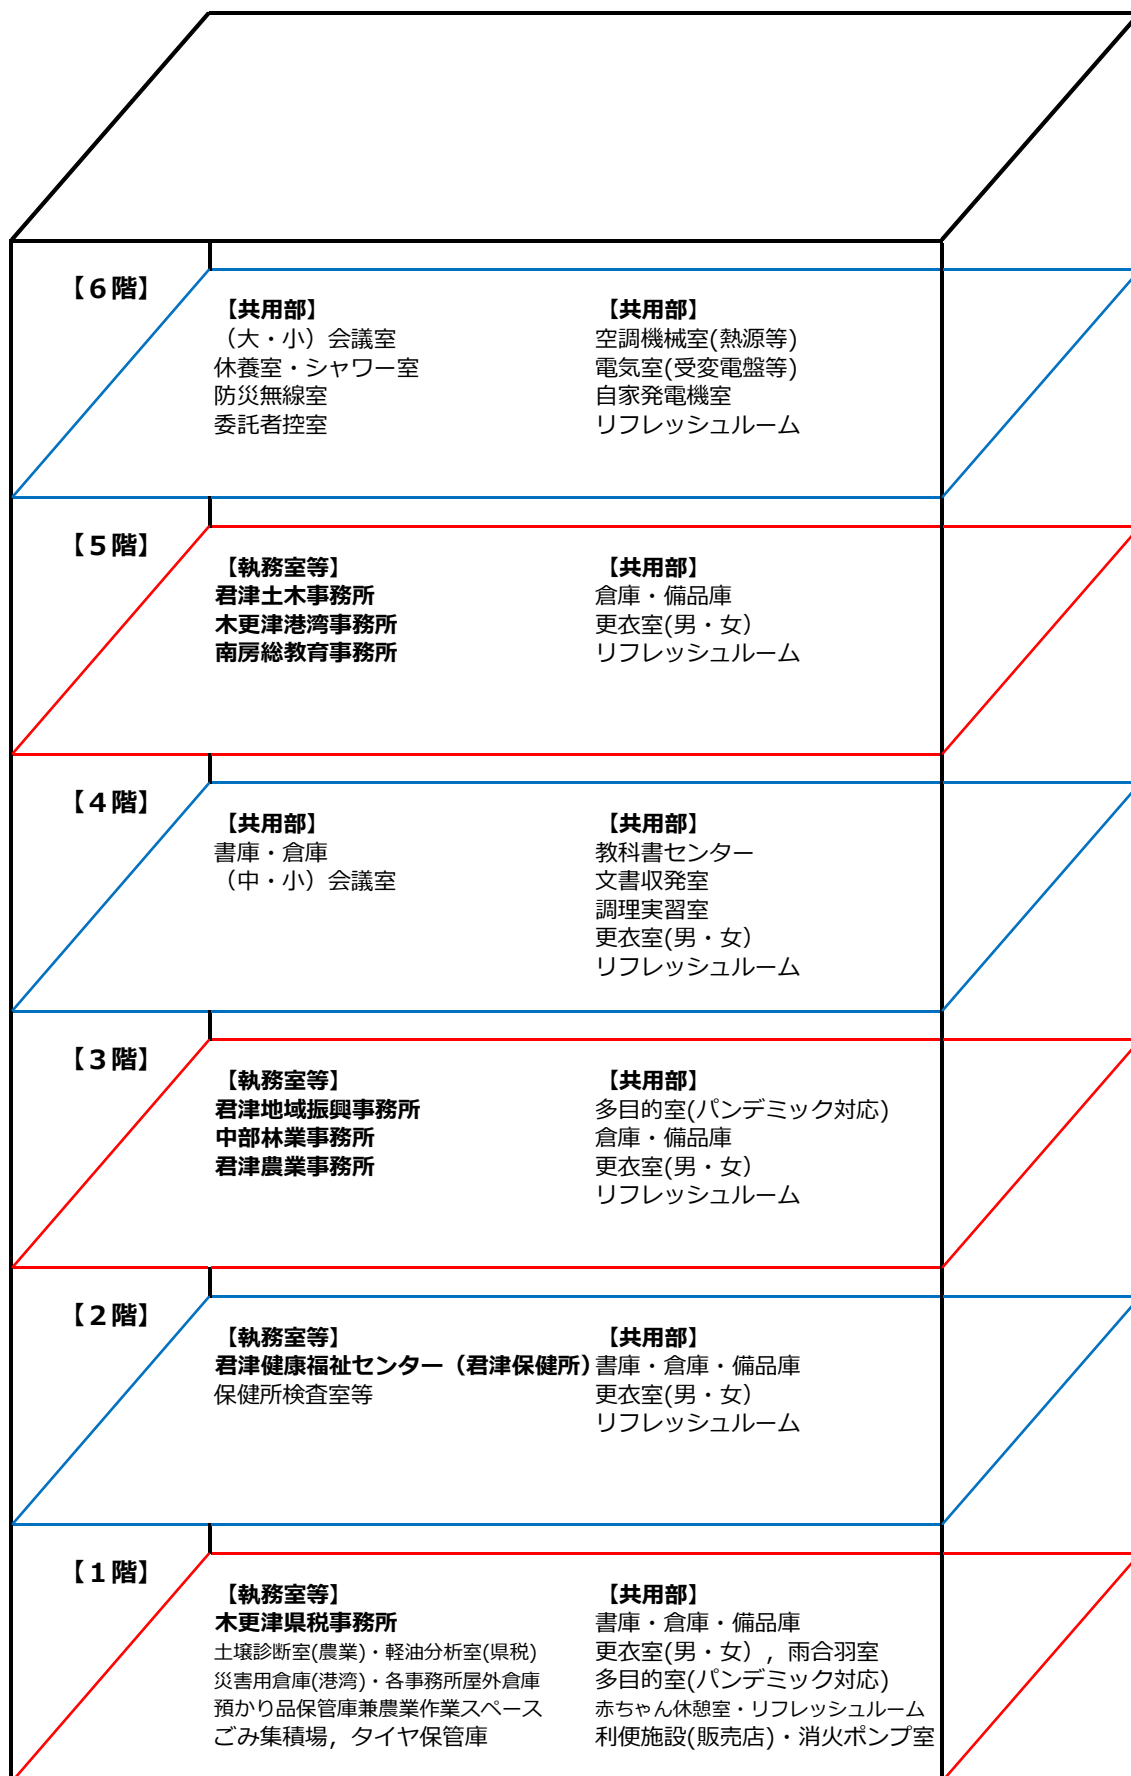 【6階】
【共用部】
（大・小）会議室
休養室・シャワー室
防災無線室
委託者控室
【共用部】
空調機械室(熱源等)
電気室(受変電盤等)
自家発電機室
リフレッシュルーム
【5階】
【執務室等】
君津土木事務所
木更津港湾事務所
南房総教育事務所
【共用部】
倉庫・備品庫
更衣室(男・女）
リフレッシュルーム
【4階】
【共用部】
書庫・倉庫
（中・小）会議室
【共用部】
教科書センター
文書収発室
調理実習室
更衣室(男・女）
リフレッシュルーム
【3階】
【執務室等】
君津地域振興事務所
中部林業事務所
君津農業事務所
【共用部】
多目的室(パンデミック対応)
倉庫・備品庫
更衣室(男・女）
リフレッシュルーム
【2階】
【執務室等】
君津健康福祉センター（君津保健所）
保健所検査室等
【共用部】
書庫・倉庫・備品庫
更衣室(男・女）
リフレッシュルーム
【1階】
【執務室等】
木更津県税事務所
土壌診断室(農業)・軽油分析室(県税)
災害用倉庫(港湾)・各事務所屋外倉庫
預かり品保管庫兼農業作業スペース
ごみ集積場，タイヤ保管庫
【共用部】
書庫・倉庫・備品庫
更衣室(男・女），雨合羽室
多目的室(パンデミック対応)
赤ちゃん休憩室・リフレッシュルーム
利便施設(販売店)・消火ポンプ室